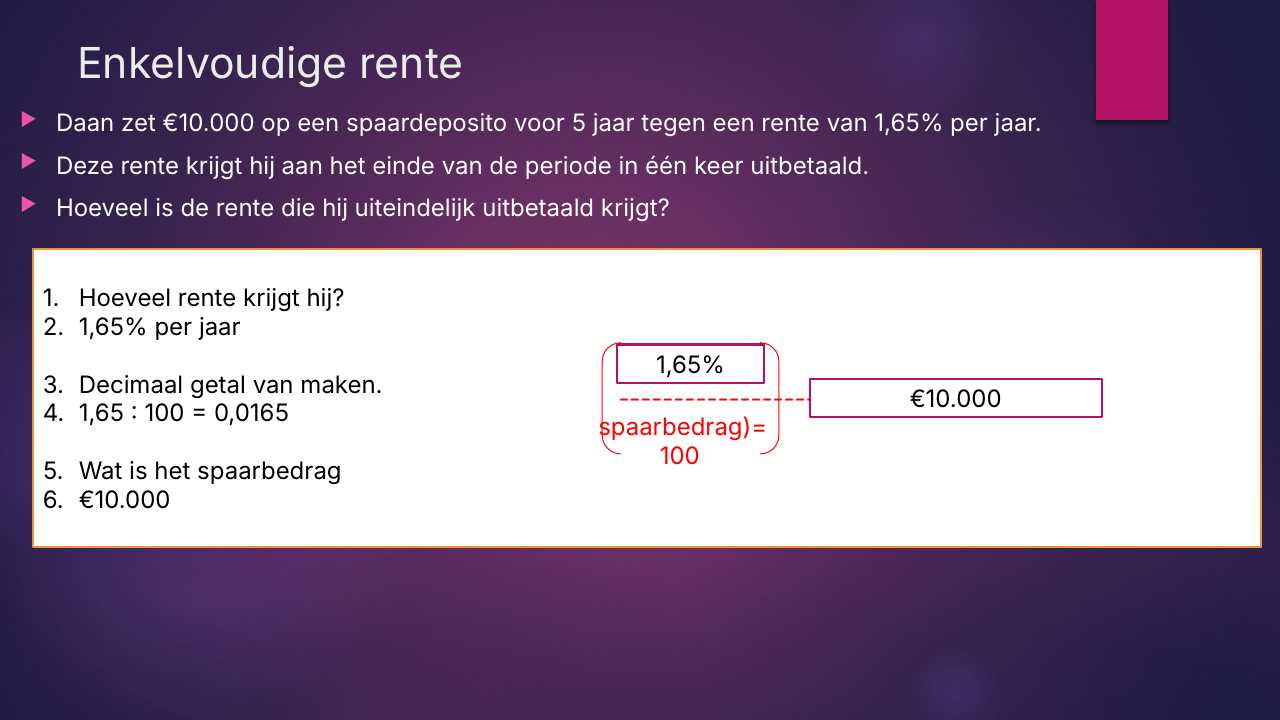 Enkelvoudige rente
Daan zet €10.000 op een spaardeposito voor 5 jaar tegen een rente van 1,65% per jaar.
Deze rente krijgt hij aan het einde van de periode in één keer uitbetaald.
Hoeveel is de rente die hij uiteindelijk uitbetaald krijgt?
1. Hoeveel rente krijgt hij?
2. 1,65% per jaar
3. Decimaal getal van maken.
4. 1,65 : 100 = 0,0165
5. Wat is het spaarbedrag
6. €10.000
1,65%
€10.000
spaarbedrag)=
100